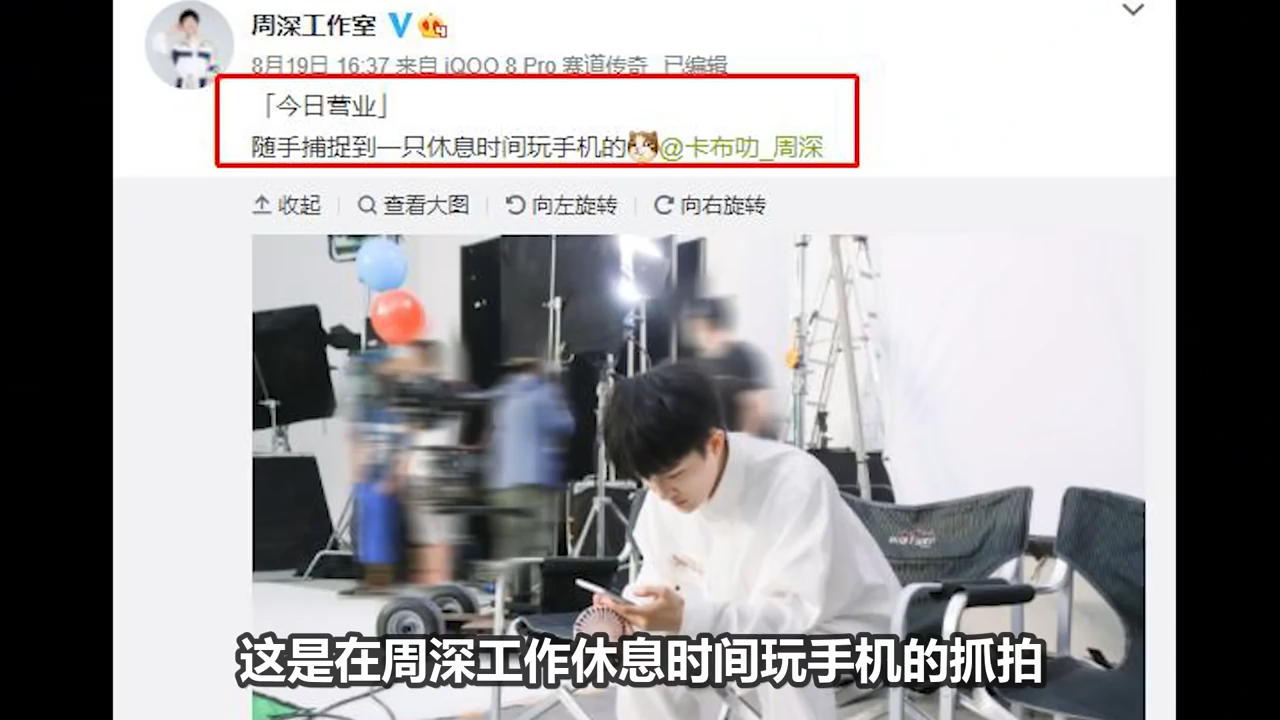 周深工作室
8月19日 16:37 来自 iQOO 8 Pro 赛道传奇 已编辑
「今日营业」
随手捕捉到一只休息时间玩手机的@卡布叻_周深
收起 查看大图 向左旋转 向右旋转
这是在周深工作休息时间玩手机的抓拍